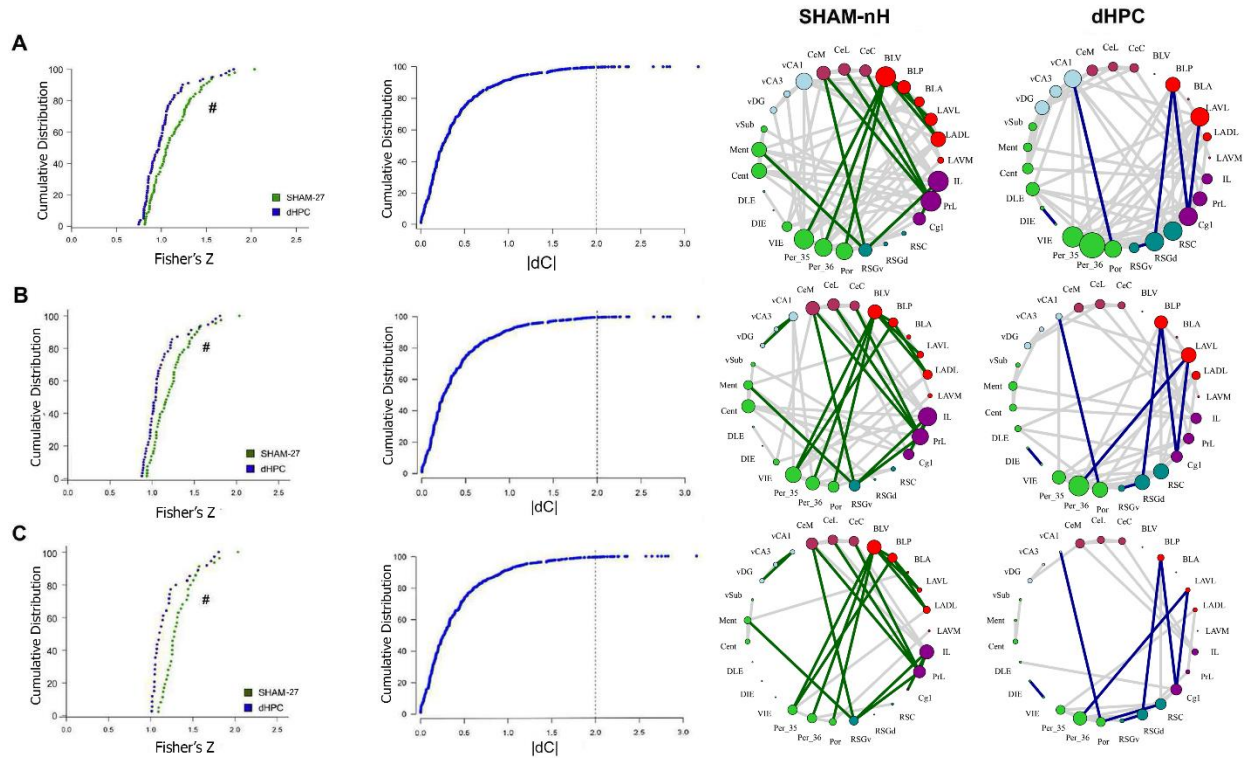 SHAM-nH
dHPC
A
Cumulative Distribution
100
80
60
40
20
0
#
SHAM-27
dHPC
0.0 0.5 1.0 1.5 2.0 2.5
Fisher's Z
Cumulative Distribution
100
80
60
40
20
0
0.0 0.5 1.0 1.5 2.0 2.5 3.0
|dC|
CeM
CeL
CeC
BLV
BLP
BLA
LAVL
LADL
LAVM
IL
PrL
Cg1
RSC
RSGd
RSGv
Por
Per_36
Per_35
VIE
DIE
DLE
Cent
Ment
vSub
vDG
vCA3
vCA1
CeM
CeL
CeC
BLV
BLP
BLA
LAVL
LADL
LAVM
IL
PrL
Cg1
RSC
RSGd
RSGv
Por
Per_36
Per_35
VIE
DIE
DLE
Cent
Ment
vSub
vDG
vCA3
vCA1
B
Cumulative Distribution
100
80
60
40
20
0
#
SHAM-27
dHPC
0.0 0.5 1.0 1.5 2.0 2.5
Fisher's Z
Cumulative Distribution
100
80
60
40
20
0
0.0 0.5 1.0 1.5 2.0 2.5 3.0
|dC|
CeM
CeL
CeC
BLV
BLP
BLA
LAVL
LADL
LAVM
IL
PrL
Cg1
RSC
RSGd
RSGv
Por
Per_36
Per_35
VIE
DIE
DLE
Cent
Ment
vSub
vDG
vCA3
vCA1
CeM
CeL
CeC
BLV
BLP
BLA
LAVL
LADL
LAVM
IL
PrL
Cg1
RSC
RSGd
RSGv
Por
Per_36
Per_35
VIE
DIE
DLE
Cent
Ment
vSub
vDG
vCA3
vCA1
C
Cumulative Distribution
100
80
60
40
20
0
#
SHAM-27
dHPC
0.0 0.5 1.0 1.5 2.0 2.5
Fisher's Z
Cumulative Distribution
100
80
60
40
20
0
0.0 0.5 1.0 1.5 2.0 2.5 3.0
|dC|
CeM
CeL
CeC
BLV
BLP
BLA
LAVL
LADL
LAVM
IL
PrL
Cg1
RSC
RSGd
RSGv
Por
Per_36
Per_35
VIE
DIE
DLE
Cent
Ment
vSub
vDG
vCA3
vCA1
CeM
CeL
CeC
BLV
BLP
BLA
LAVL
LADL
LAVM
IL
PrL
Cg1
RSC
RSGd
RSGv
Por
Per_36
Per_35
VIE
DIE
DLE
Cent
Ment
vSub
vDG
vCA3
vCA1